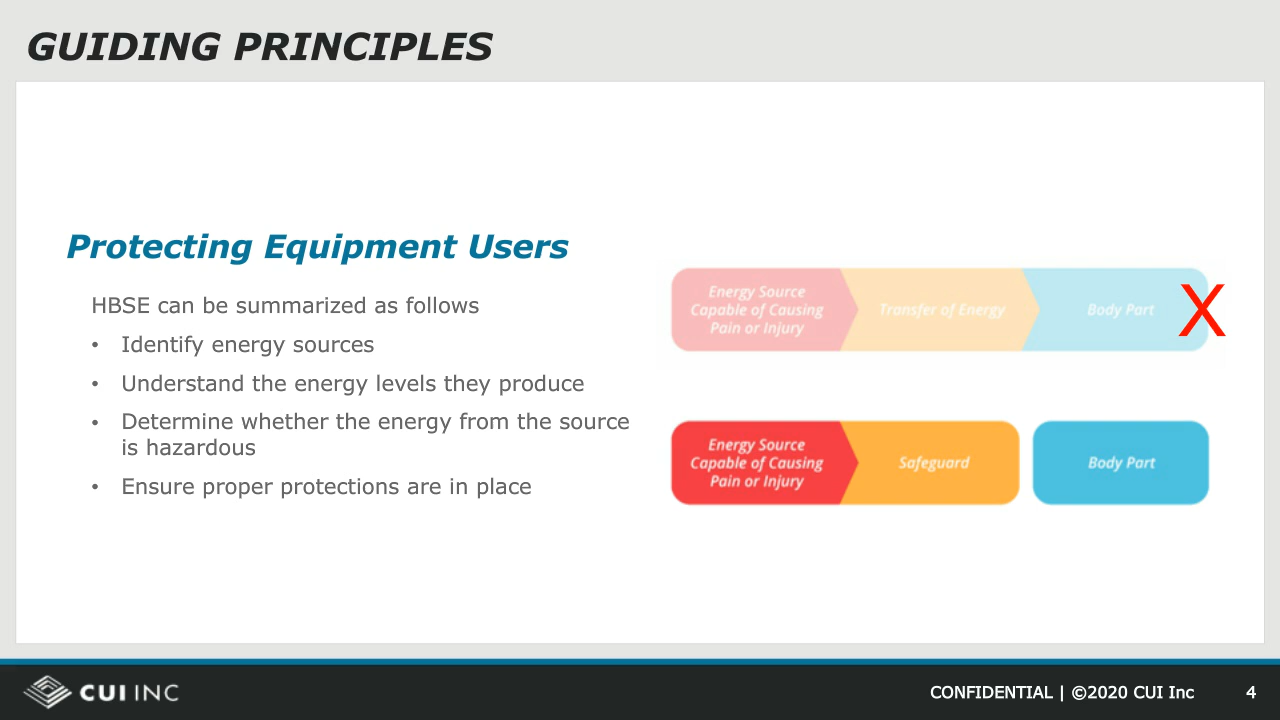 GUIDING PRINCIPLES
Protecting Equipment Users
HBSE can be summarized as follows
• Identify energy sources
• Understand the energy levels they produce
• Determine whether the energy from the source
is hazardous
• Ensure proper protections are in place
Energy Source
Capable of Causing
Pain or Injury
Transfer of Energy
Body Part
X
Energy Source
Capable of Causing
Pain or Injury
Safeguard
Body Part
CUI INC
CONFIDENTIAL | ©2020 CUI Inc
4